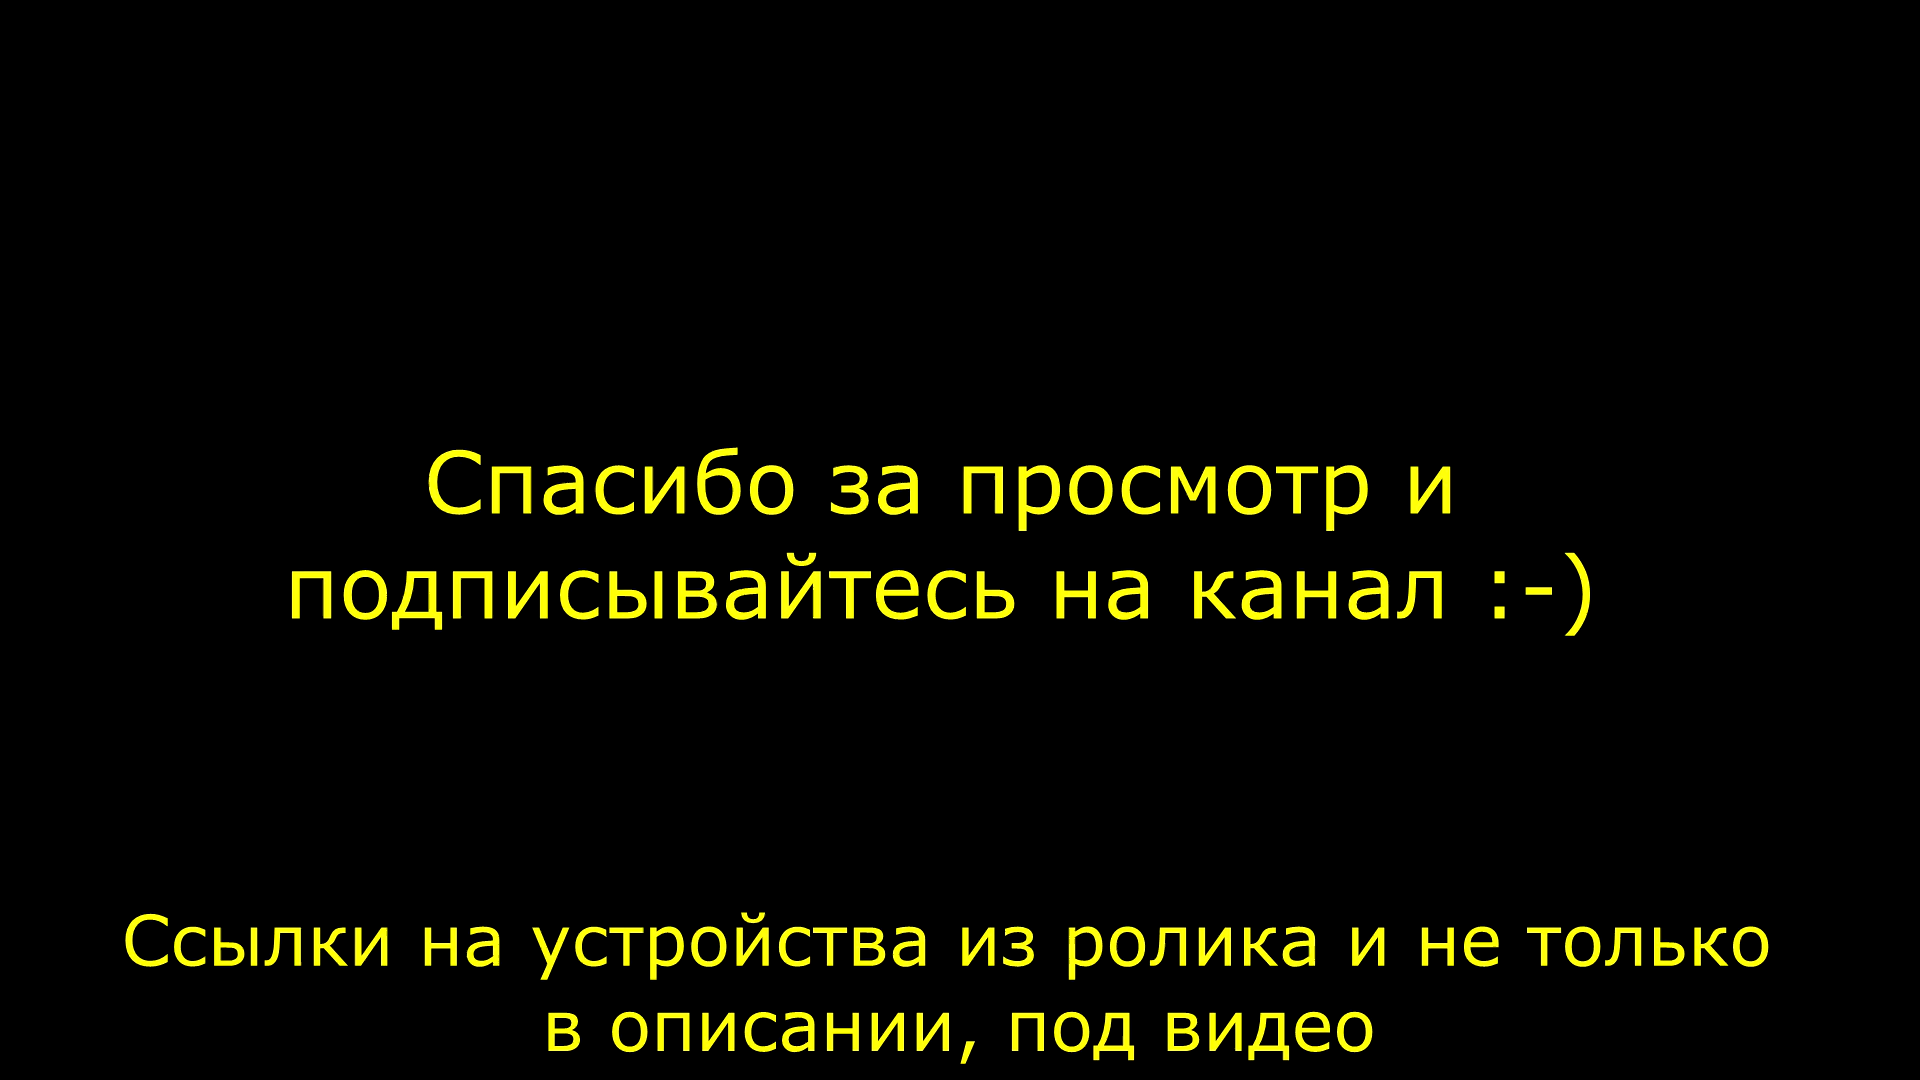 Спасибо за просмотр и
подписывайтесь на канал :-)
Ссылки на устройства из ролика и не только
в описании, под видео